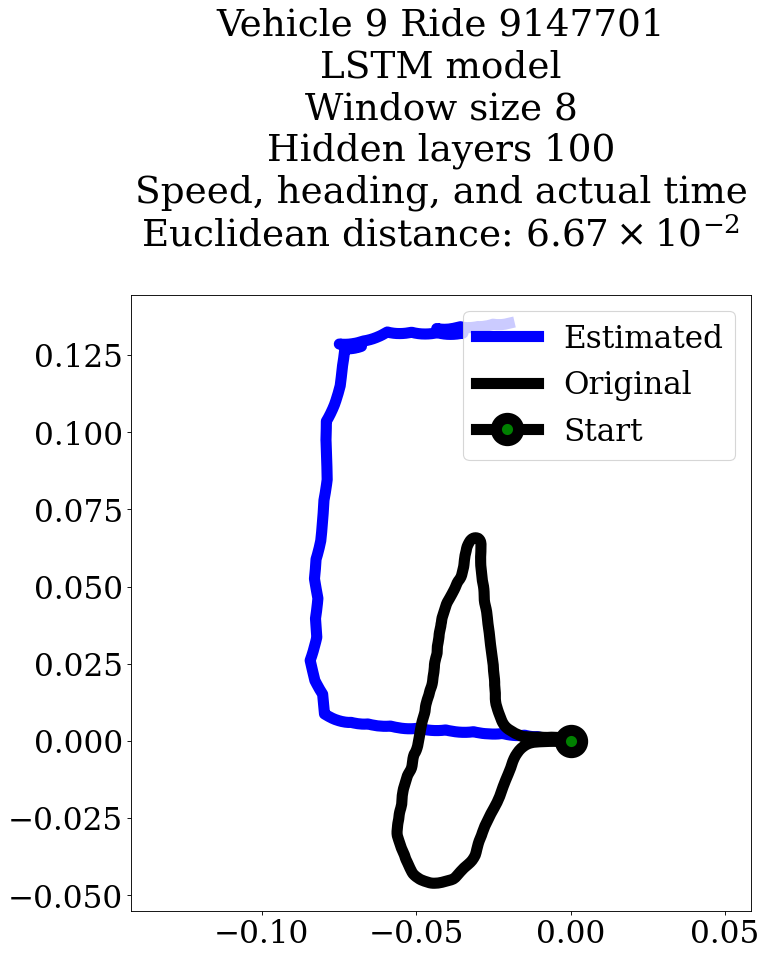 Vehicle 9 Ride 9147701
LSTM model
Window size 8
Hidden layers 100
Speed, heading, and actual time
Euclidean distance: 6.67 × 10⁻²
Estimated
Original
Start
0.125
0.100
0.075
0.050
0.025
0.000
−0.025
−0.050
−0.10 −0.05 0.00 0.05